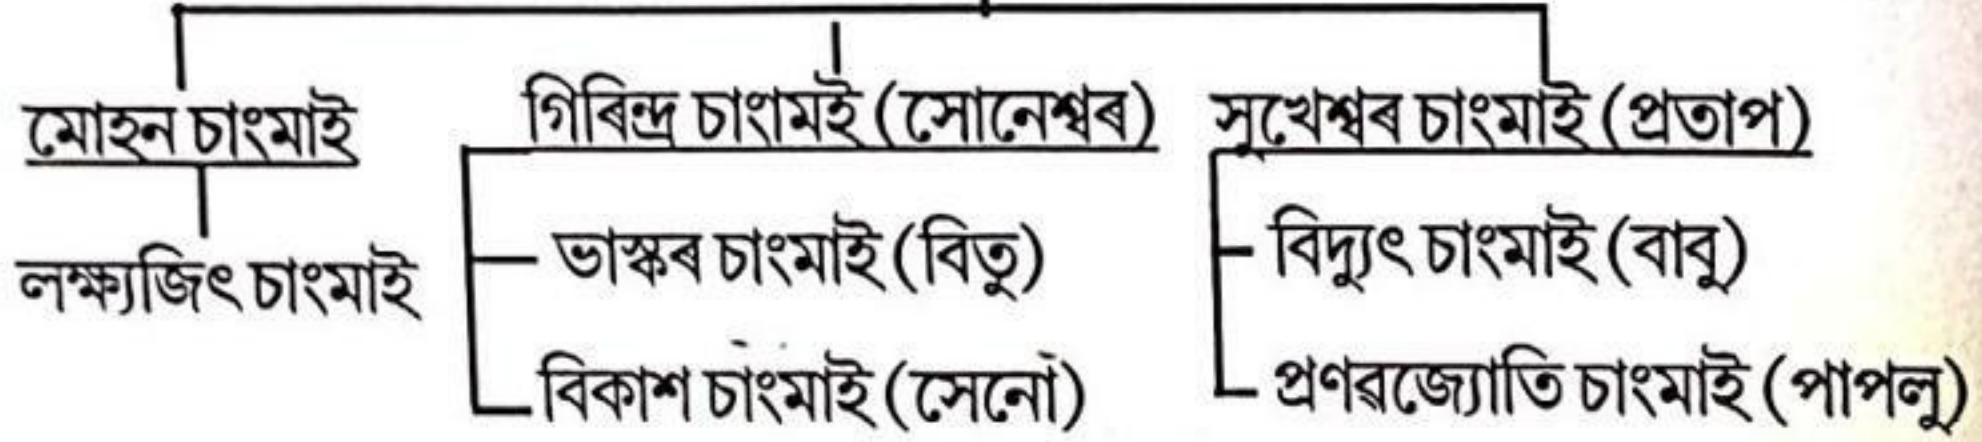 মোহন চাংমাই
গিৰিন্দ্ৰ চাংামই (সোনেশ্বৰ)
সুখেশ্বৰ চাংমাই (প্ৰতাপ)
লক্ষ্যজিৎ চাংমাই
ভাস্কৰ চাংমাই (বিতু)
বিদ্যুৎ চাংমাই (বাবু)
বিকাশ চাংমাই (সেনো)
প্ৰণৱজ্যোতি চাংমাই (পাপলু)